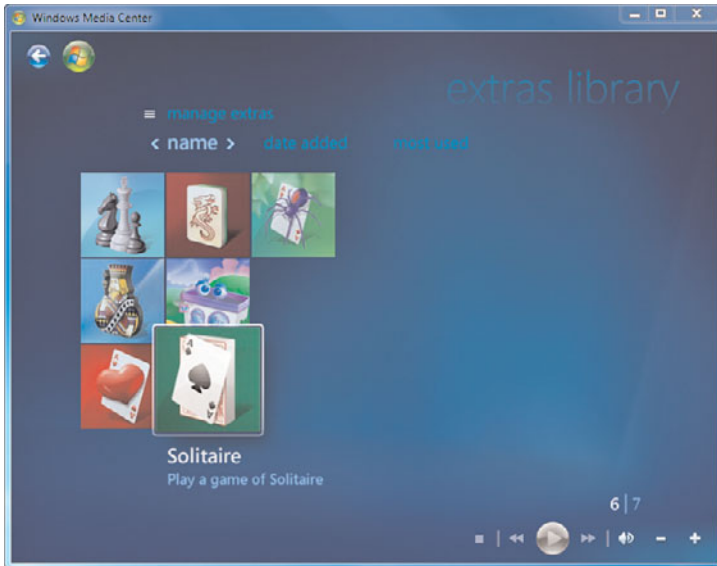 Windows Media Center
extras library
manage extras
< name > date added most used
Solitaire
Play a game of Solitaire
6 | 7